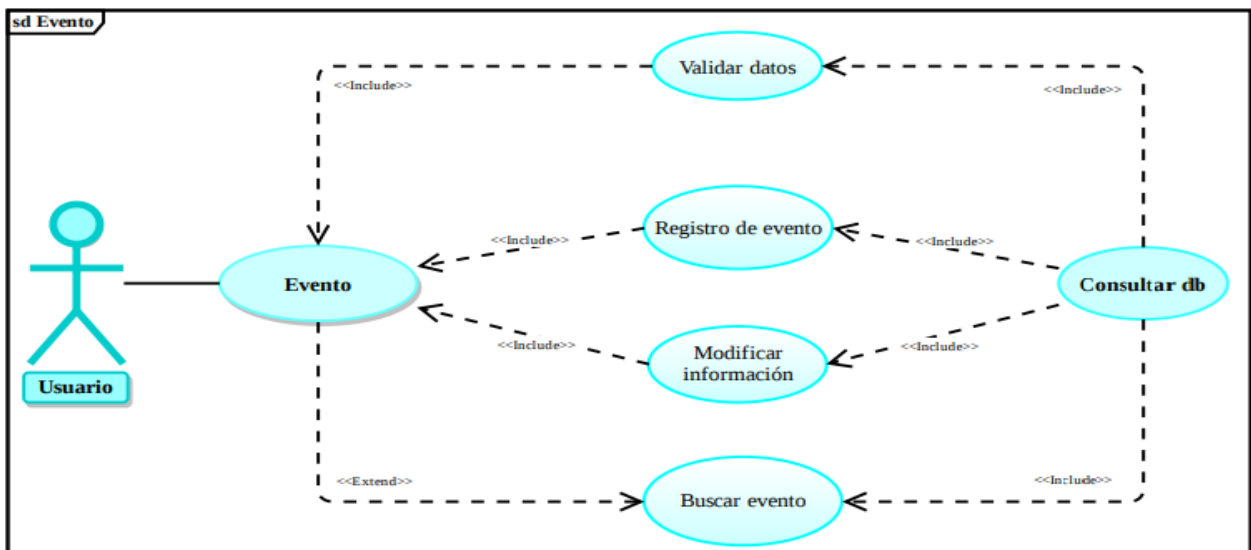 sd Evento
Validar datos
<<Include>>
<<Include>>
Registro de evento
<<Include>>
<<Include>>
Evento
Consultar db
<<Include>>
<<Include>>
Modificar
información
Usuario
<<Extend>>
<<Include>>
Buscar evento